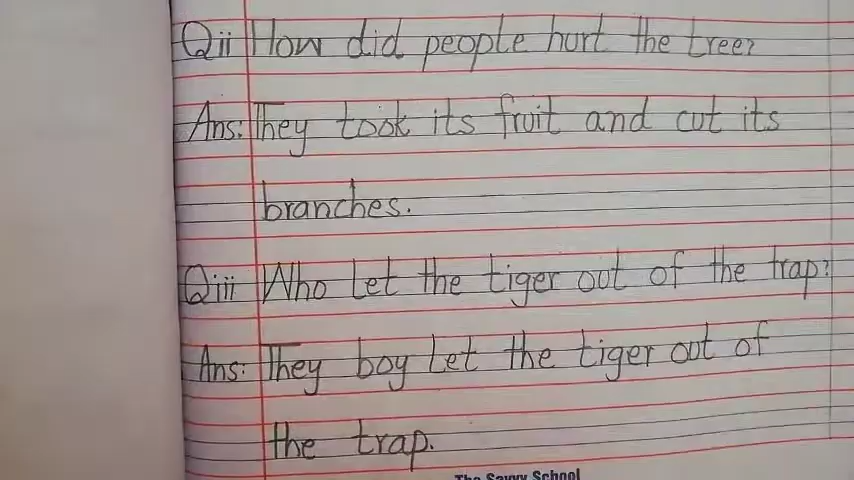 Qii How did people hurt the tree?
Ans: They took its fruit and cut its
branches.
Qiii Who let the tiger out of the trap?
Ans: They boy let the tiger out of
the trap.
The Savvy School